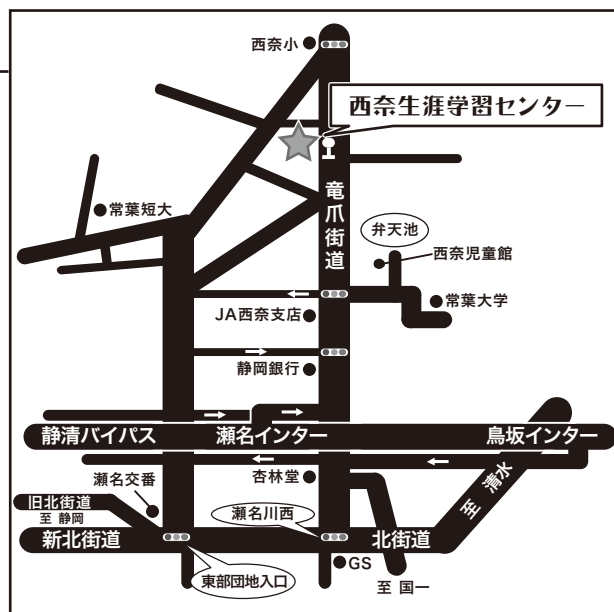 西奈小
西奈生涯学習センター
竜爪街道
常葉短大
弁天池
西奈児童館
常葉大学
JA西奈支店
静岡銀行
静清バイパス
瀬名インター
鳥坂インター
杏林堂
瀬名交番
旧北街道
至 静岡
瀬名川西
至 清水
新北街道
北街道
GS
東部団地入口
至 国一